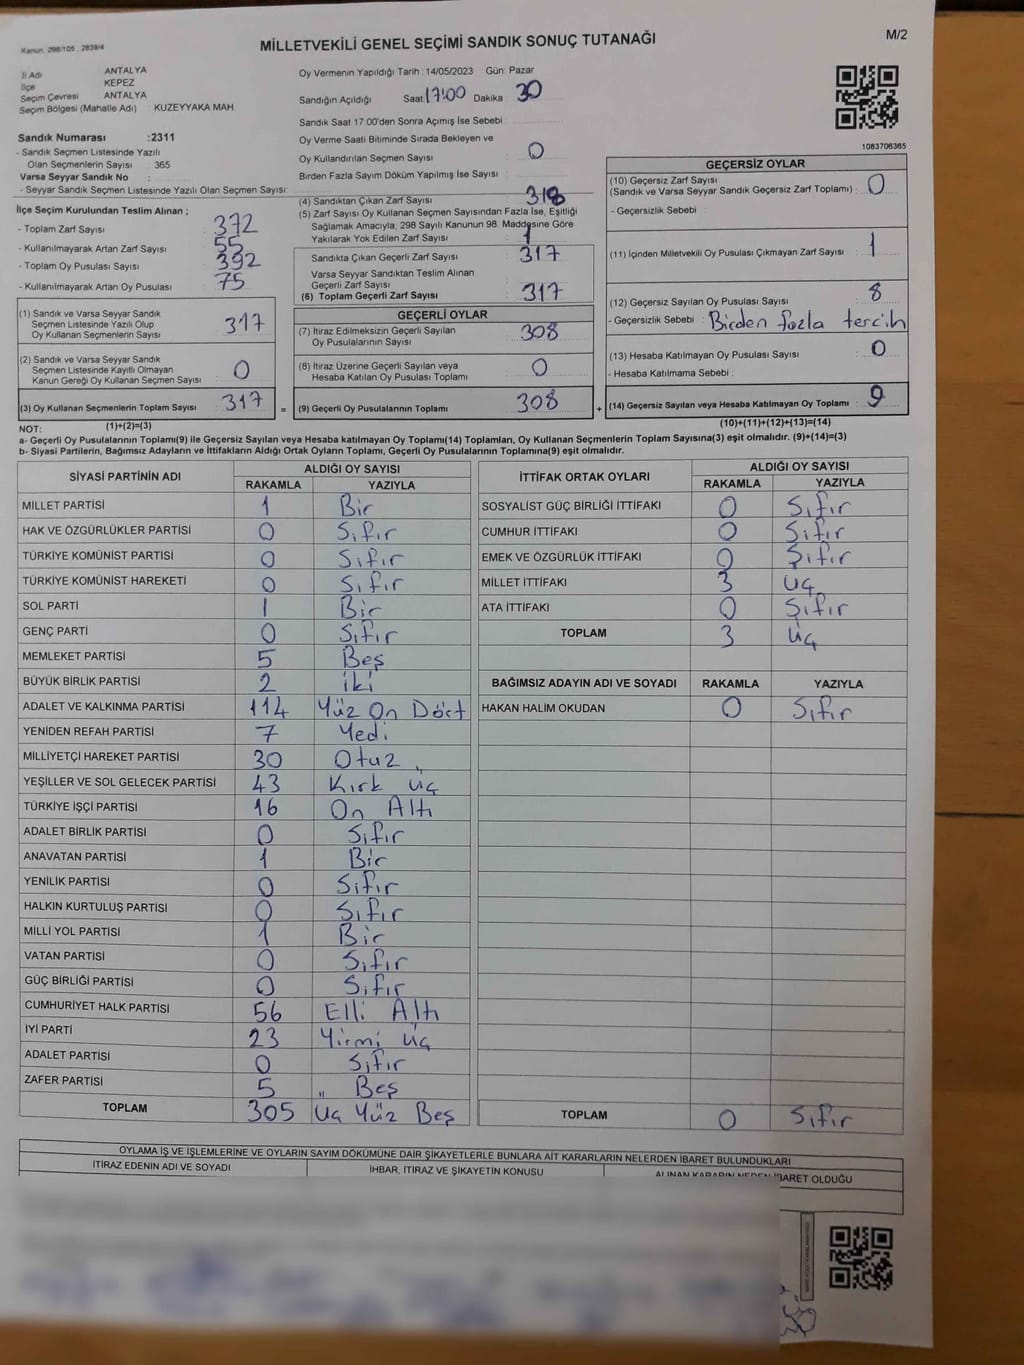 Kanun: 298/105 , 2839/4
MİLLETVEKİLİ GENEL SEÇİMİ SANDIK SONUÇ TUTANAĞI
M/2
İl Adı ANTALYA
İlçe KEPEZ
Seçim Çevresi ANTALYA
Seçim Bölgesi (Mahalle Adı) : KUZEYYAKA MAH.
Sandık Numarası :2311
- Sandık Seçmen Listesinde Yazılı
Olan Seçmenlerin Sayısı : 365
Varsa Seyyar Sandık No :
- Seyyar Sandık Seçmen Listesinde Yazılı Olan Seçmen Sayısı:
Oy Vermenin Yapıldığı Tarih :14/05/2023 Gün: Pazar
Sandığın Açıldığı Saat 17:00 Dakika 30
Sandık Saat 17.00'den Sonra Açımış İse Sebebi :
Oy Verme Saati Bitiminde Sırada Bekleyen ve
Oy Kullandırılan Seçmen Sayısı : 0
Birden Fazla Sayım Döküm Yapılmış İse Sayısı :
1083706365
İlçe Seçim Kurulundan Teslim Alınan ;
- Toplam Zarf Sayısı : 372
- Kullanılmayarak Artan Zarf Sayısı : 55
- Toplam Oy Pusulası Sayısı : 392
- Kullanılmayarak Artan Oy Pusulası : 75
(1) Sandık ve Varsa Seyyar Sandık
Seçmen Listesinde Yazılı Olup
Oy Kullanan Seçmenlerin Sayısı : 317
(2) Sandık ve Varsa Seyyar Sandık
Seçmen Listesinde Kayıtlı Olmayan
Kanun Gereği Oy Kullanan Seçmen Sayısı : 0
(3) Oy Kullanan Seçmenlerin Toplam Sayısı : 317 =
(4) Sandıktan Çıkan Zarf Sayısı : 318
(5) Zarf Sayısı Oy Kullanan Seçmen Sayısından Fazla İse, Eşitliği
Sağlamak Amacıyla, 298 Sayılı Kanunun 98. Maddesine Göre
Yakılarak Yok Edilen Zarf Sayısı : 1
Sandıkta Çıkan Geçerli Zarf Sayısı : 317
Varsa Seyyar Sandıktan Teslim Alınan
Geçerli Zarf Sayısı :
(6) Toplam Geçerli Zarf Sayısı : 317
GEÇERLİ OYLAR
(7) İtiraz Edilmeksizin Geçerli Sayılan
Oy Pusulalarının Sayısı : 308
(8) İtiraz Üzerine Geçerli Sayılan veya
Hesaba Katılan Oy Pusulası Toplamı : 0
(9) Geçerli Oy Pusulalarının Toplamı : 308 +
GEÇERSİZ OYLAR
(10) Geçersiz Zarf Sayısı
(Sandık ve Varsa Seyyar Sandık Geçersiz Zarf Toplamı) : 0
- Geçersizlik Sebebi :
(11) İçinden Milletvekili Oy Pusulası Çıkmayan Zarf Sayısı : 1
(12) Geçersiz Sayılan Oy Pusulası Sayısı : 8
- Geçersizlik Sebebi : Birden fazla tercih
(13) Hesaba Katılmayan Oy Pusulası Sayısı : 0
- Hesaba Katılmama Sebebi :
(14) Geçersiz Sayılan veya Hesaba Katılmayan Oy Toplamı : 9
NOT: (1)+(2)=(3) (10)+(11)+(12)+(13)=(14)
a- Geçerli Oy Pusulalarının Toplamı(9) ile Geçersiz Sayılan veya Hesaba katılmayan Oy Toplamı(14) Toplamları, Oy Kullanan Seçmenlerin Toplam Sayısına(3) eşit olmalıdır. (9)+(14)=(3)
b- Siyasi Partilerin, Bağımsız Adayların ve İttifakların Aldığı Ortak Oyların Toplamı, Geçerli Oy Pusulalarının Toplamına(9) eşit olmalıdır.
SİYASİ PARTİNİN ADI ALDIĞI OY SAYISI
RAKAMLA YAZIYLA
MİLLET PARTİSİ 1 Bir
HAK VE ÖZGÜRLÜKLER PARTİSİ 0 Sıfır
TÜRKİYE KOMÜNİST PARTİSİ 0 Sıfır
TÜRKİYE KOMÜNİST HAREKETİ 0 Sıfır
SOL PARTİ 1 Bir
GENÇ PARTİ 0 Sıfır
MEMLEKET PARTİSİ 5 Beş
BÜYÜK BİRLİK PARTİSİ 2 İki
ADALET VE KALKINMA PARTİSİ 114 Yüz On Dört
YENİDEN REFAH PARTİSİ 7 Yedi
MİLLİYETÇİ HAREKET PARTİSİ 30 Otuz
YEŞİLLER VE SOL GELECEK PARTİSİ 43 Kırk Üç
TÜRKİYE İŞÇİ PARTİSİ 16 On Altı
ADALET BİRLİK PARTİSİ 0 Sıfır
ANAVATAN PARTİSİ 1 Bir
YENİLİK PARTİSİ 0 Sıfır
HALKIN KURTULUŞ PARTİSİ 0 Sıfır
MİLLİ YOL PARTİSİ 1 Bir
VATAN PARTİSİ 0 Sıfır
GÜÇ BİRLİĞİ PARTİSİ 0 Sıfır
CUMHURİYET HALK PARTİSİ 56 Elli Altı
İYİ PARTİ 23 Yirmi Üç
ADALET PARTİSİ 0 Sıfır
ZAFER PARTİSİ 5 Beş
TOPLAM 305 Üç Yüz Beş
İTTİFAK ORTAK OYLARI ALDIĞI OY SAYISI
RAKAMLA YAZIYLA
SOSYALİST GÜÇ BİRLİĞİ İTTİFAKI 0 Sıfır
CUMHUR İTTİFAKI 0 Sıfır
EMEK VE ÖZGÜRLÜK İTTİFAKI 0 Sıfır
MİLLET İTTİFAKI 3 Üç
ATA İTTİFAKI 0 Sıfır
TOPLAM 3 Üç
BAĞIMSIZ ADAYIN ADI VE SOYADI RAKAMLA YAZIYLA
HAKAN HALİM OKUDAN 0 Sıfır
TOPLAM 0 Sıfır
OYLAMA İŞ VE İŞLEMLERİNE VE OYLARIN SAYIM DÖKÜMÜNE DAİR ŞİKAYETLERLE BUNLARA AİT KARARLARIN NELERDEN İBARET BULUNDUKLARI
İTİRAZ EDENİN ADI VE SOYADI İHBAR, İTİRAZ VE ŞİKAYETİN KONUSU ALINAN KARARIN NEDEN İBARET OLDUĞU